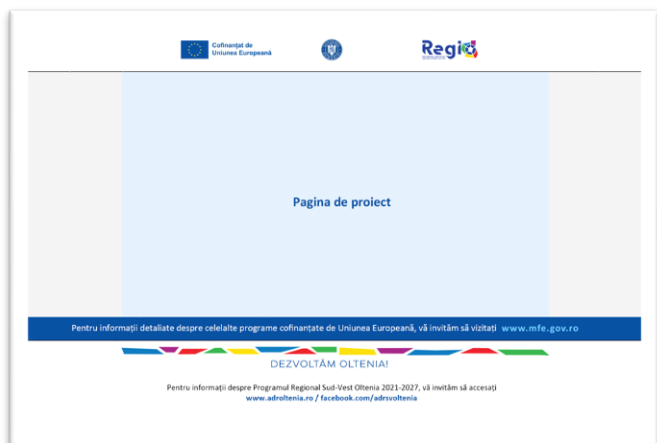 Cofinanțat de
Uniunea Europeană
Regio
Pagina de proiect
Pentru informații detaliate despre celelalte programe cofinanțate de Uniunea Europeană, vă invităm să vizitați www.mfe.gov.ro
DEZVOLTĂM OLTENIA!
Pentru informații despre Programul Regional Sud-Vest Oltenia 2021-2027, vă invităm să accesați
www.adroltenia.ro / facebook.com/adrsvoltenia